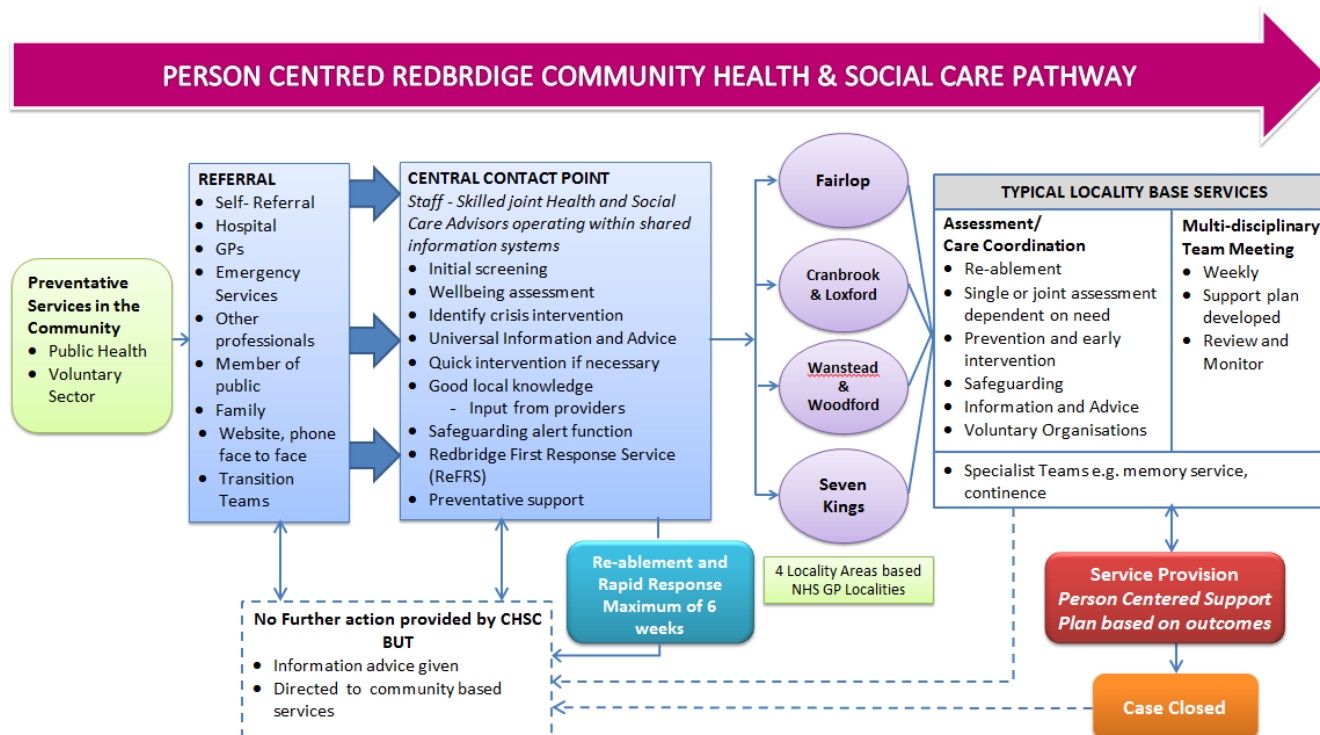 PERSON CENTRED REDBRDIGE COMMUNITY HEALTH & SOCIAL CARE PATHWAY
Preventative
Services in the
Community
• Public Health
• Voluntary
Sector
REFERRAL
• Self- Referral
• Hospital
• GPs
• Emergency
Services
• Other
professionals
• Member of
public
• Family
• Website, phone
face to face
• Transition
Teams
CENTRAL CONTACT POINT
Staff - Skilled joint Health and Social
Care Advisors operating within shared
information systems
• Initial screening
• Wellbeing assessment
• Identify crisis intervention
• Universal Information and Advice
• Quick intervention if necessary
• Good local knowledge
- Input from providers
• Safeguarding alert function
• Redbridge First Response Service
(ReFRS)
• Preventative support
Fairlop
Cranbrook
& Loxford
Wanstead
&
Woodford
Seven
Kings
TYPICAL LOCALITY BASE SERVICES
Assessment/
Care Coordination
• Re-ablement
• Single or joint assessment
dependent on need
• Prevention and early
intervention
• Safeguarding
• Information and Advice
• Voluntary Organisations
Multi-disciplinary
Team Meeting
• Weekly
• Support plan
developed
• Review and
Monitor
• Specialist Teams e.g. memory service,
continence
Re-ablement and
Rapid Response
Maximum of 6
weeks
4 Locality Areas based
NHS GP Localities
Service Provision
Person Centered Support
Plan based on outcomes
No Further action provided by CHSC
BUT
• Information advice given
• Directed to community based
services
Case Closed